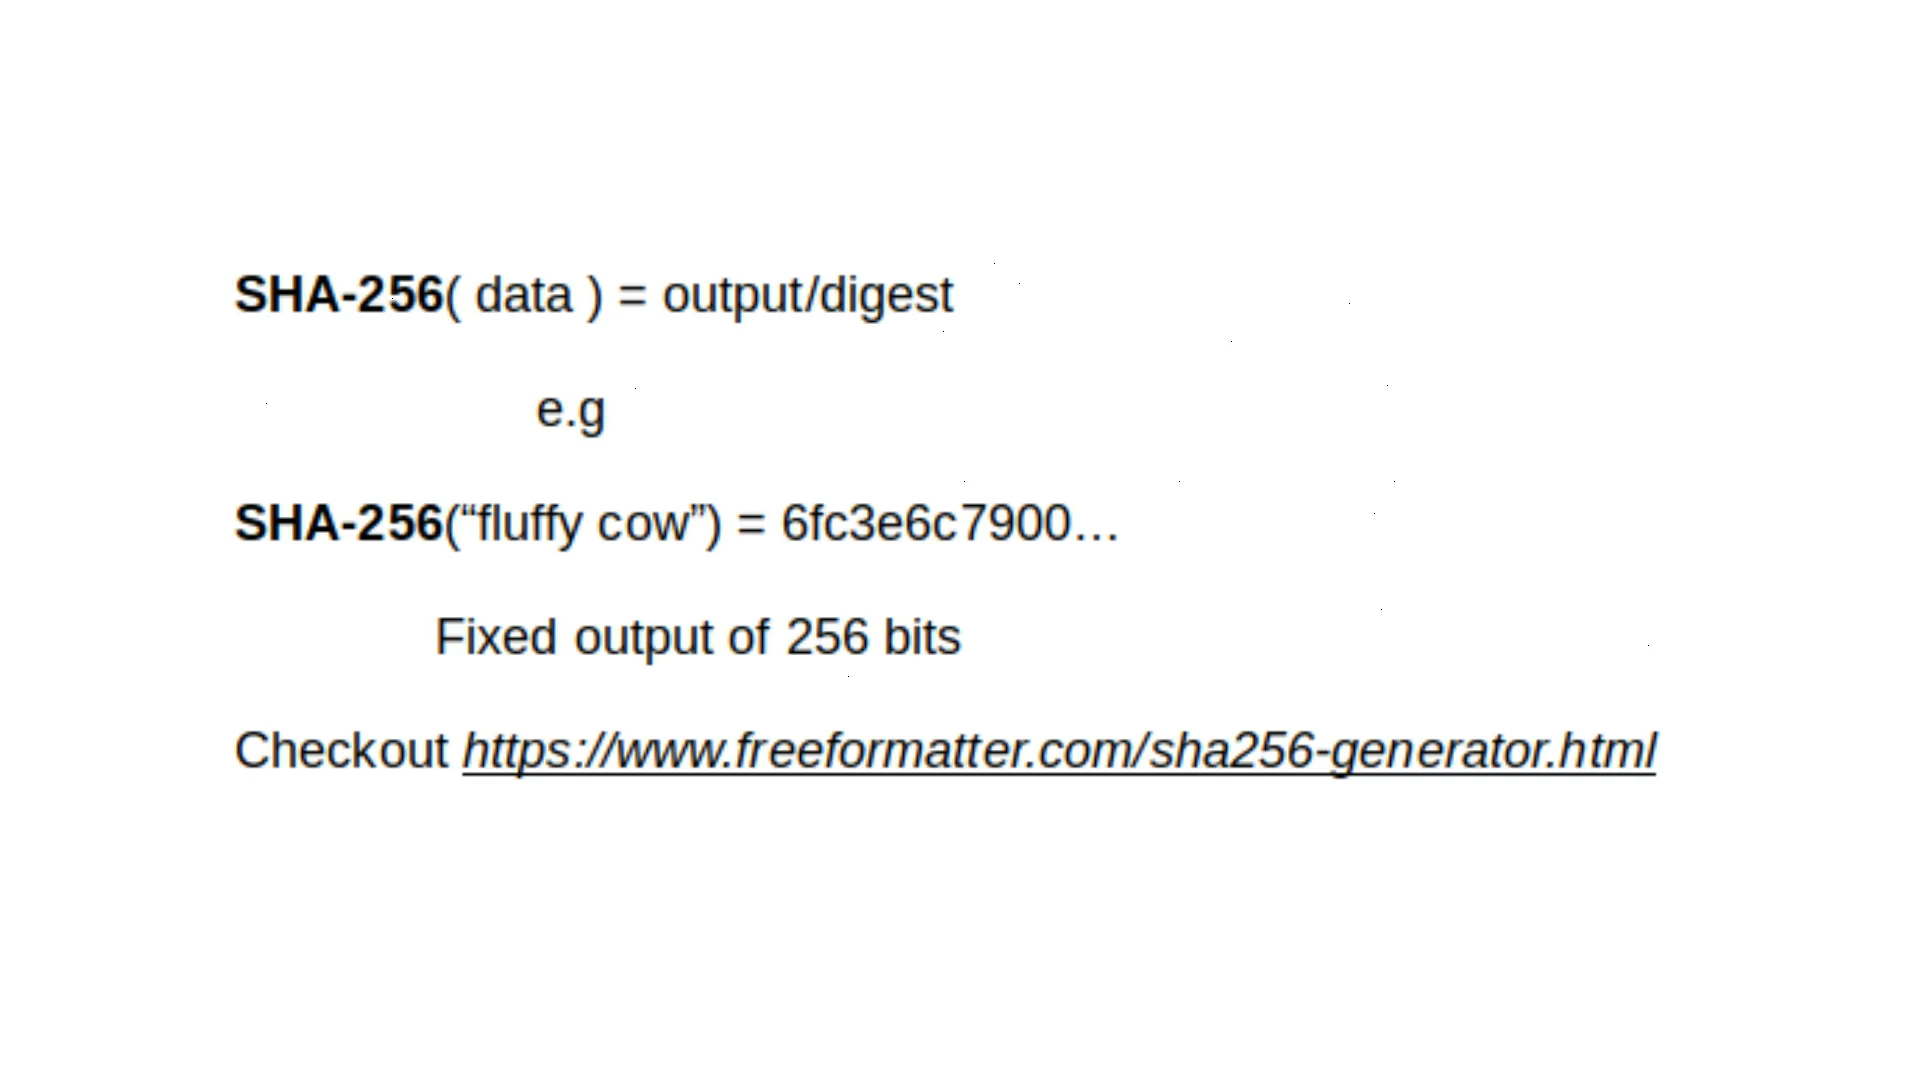 SHA-256( data ) = output/digest
e.g
SHA-256(“fluffy cow”) = 6fc3e6c7900...
Fixed output of 256 bits
Checkout https://www.freeformatter.com/sha256-generator.html